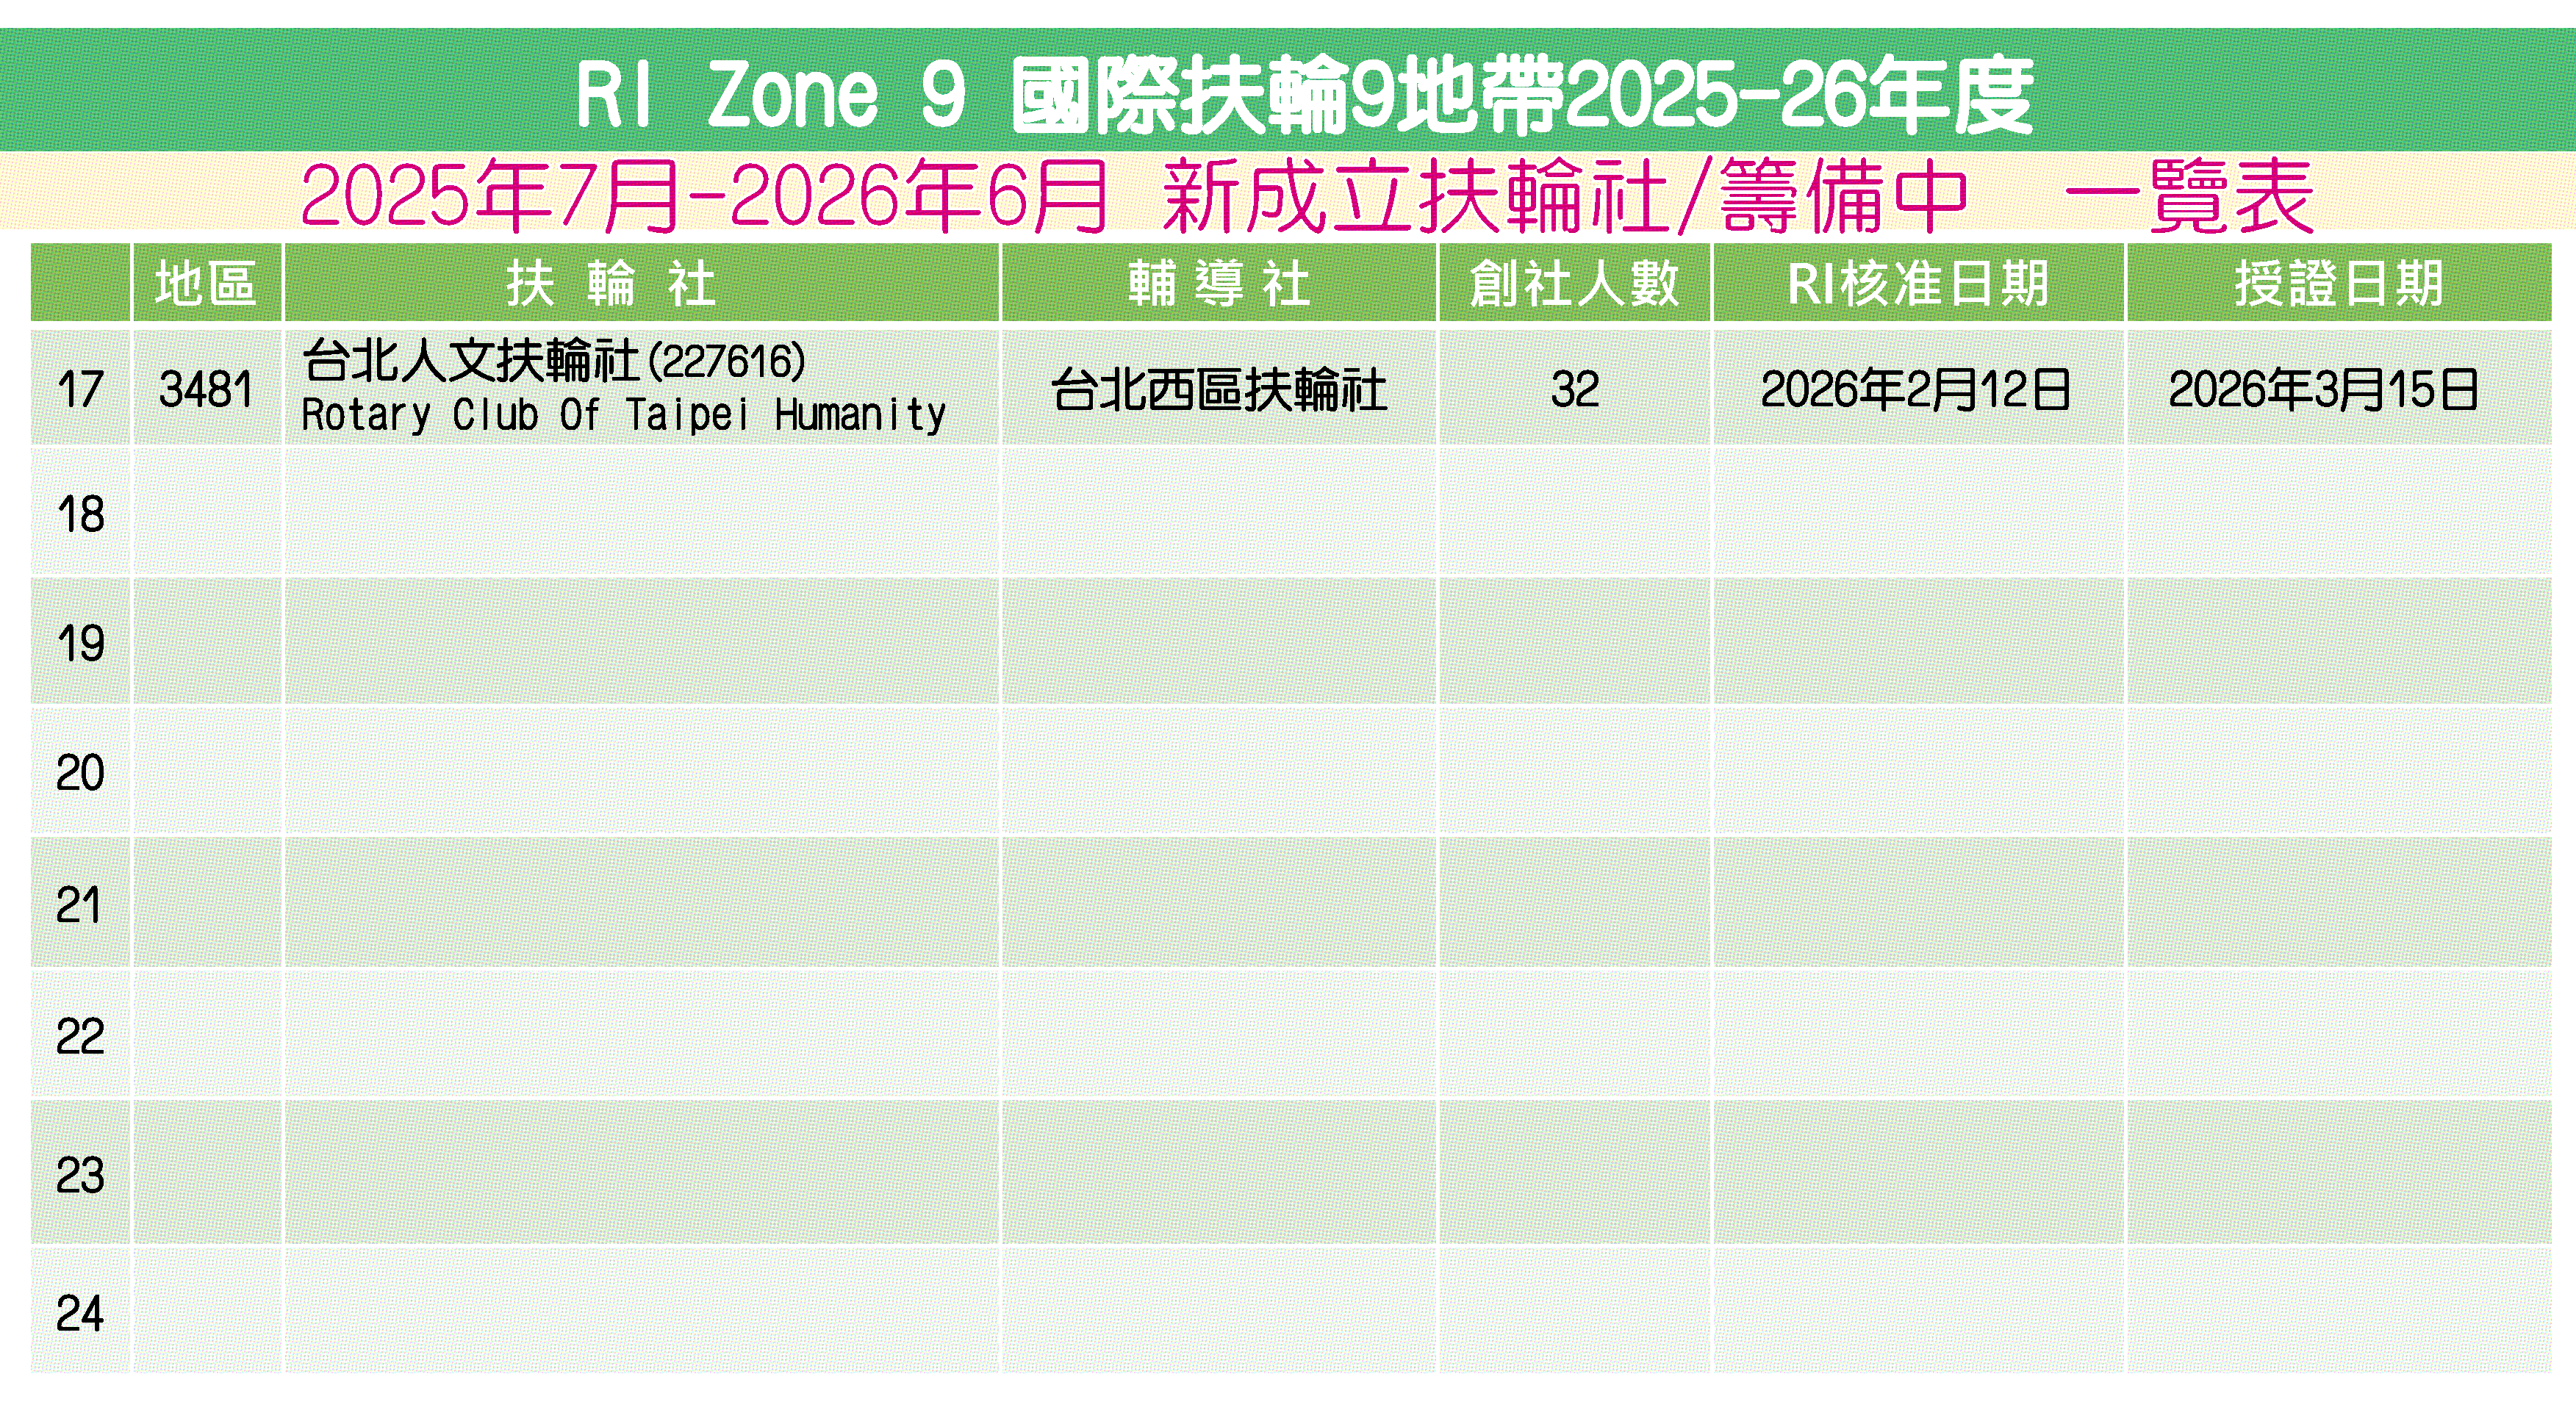 RI Zone 9 國際扶輪9地帶2025-26年度
2025年7月-2026年6月 新成立扶輪社/籌備中 一覽表
地區 扶輪社 輔導社 創社人數 RI核准日期 授證日期
17 3481 台北人文扶輪社(227616) 台北西區扶輪社 32 2026年2月12日 2026年3月15日
Rotary Club Of Taipei Humanity
18
19
20
21
22
23
24